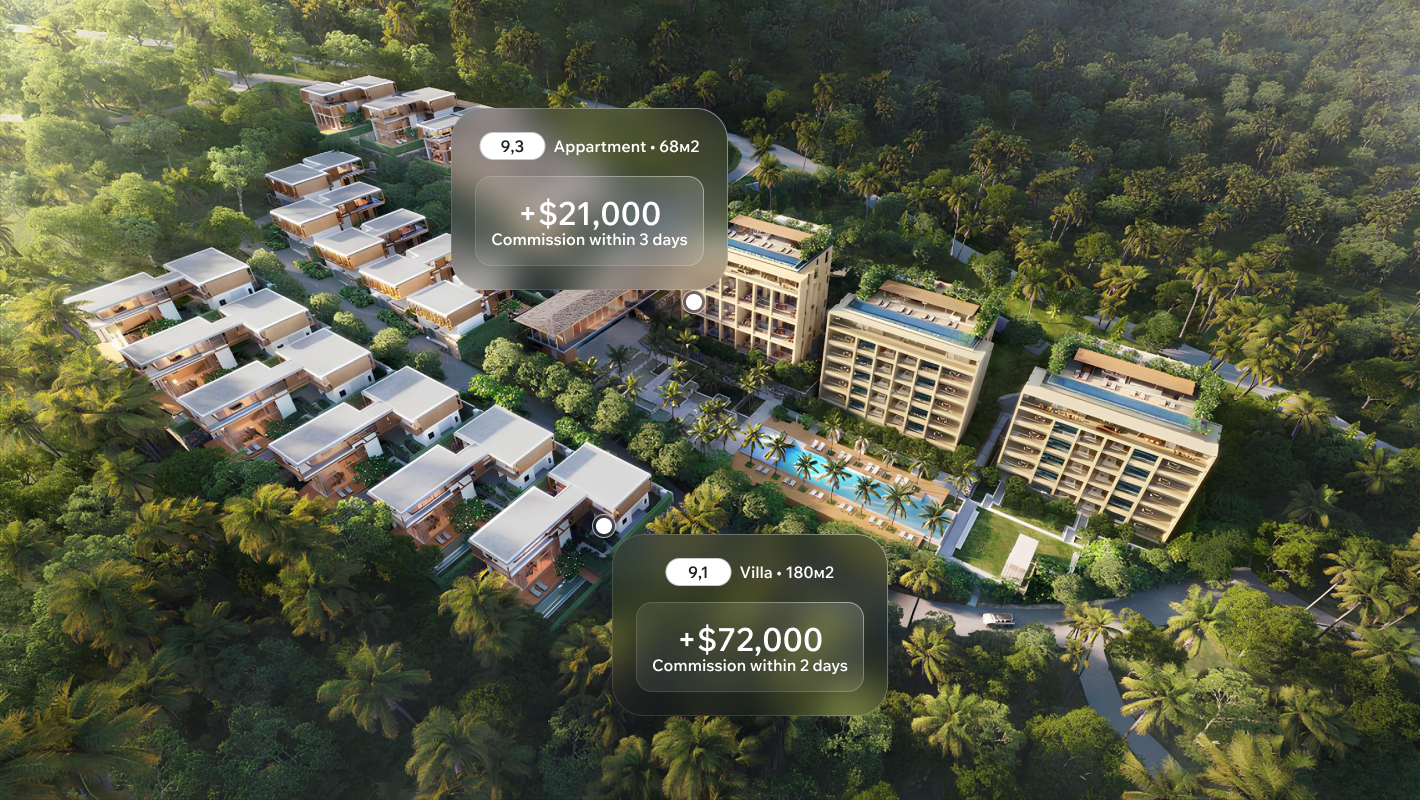 9,3 Appartment • 68м2
+$21,000
Commission within 3 days
9,1 Villa • 180м2
+$72,000
Commission within 2 days